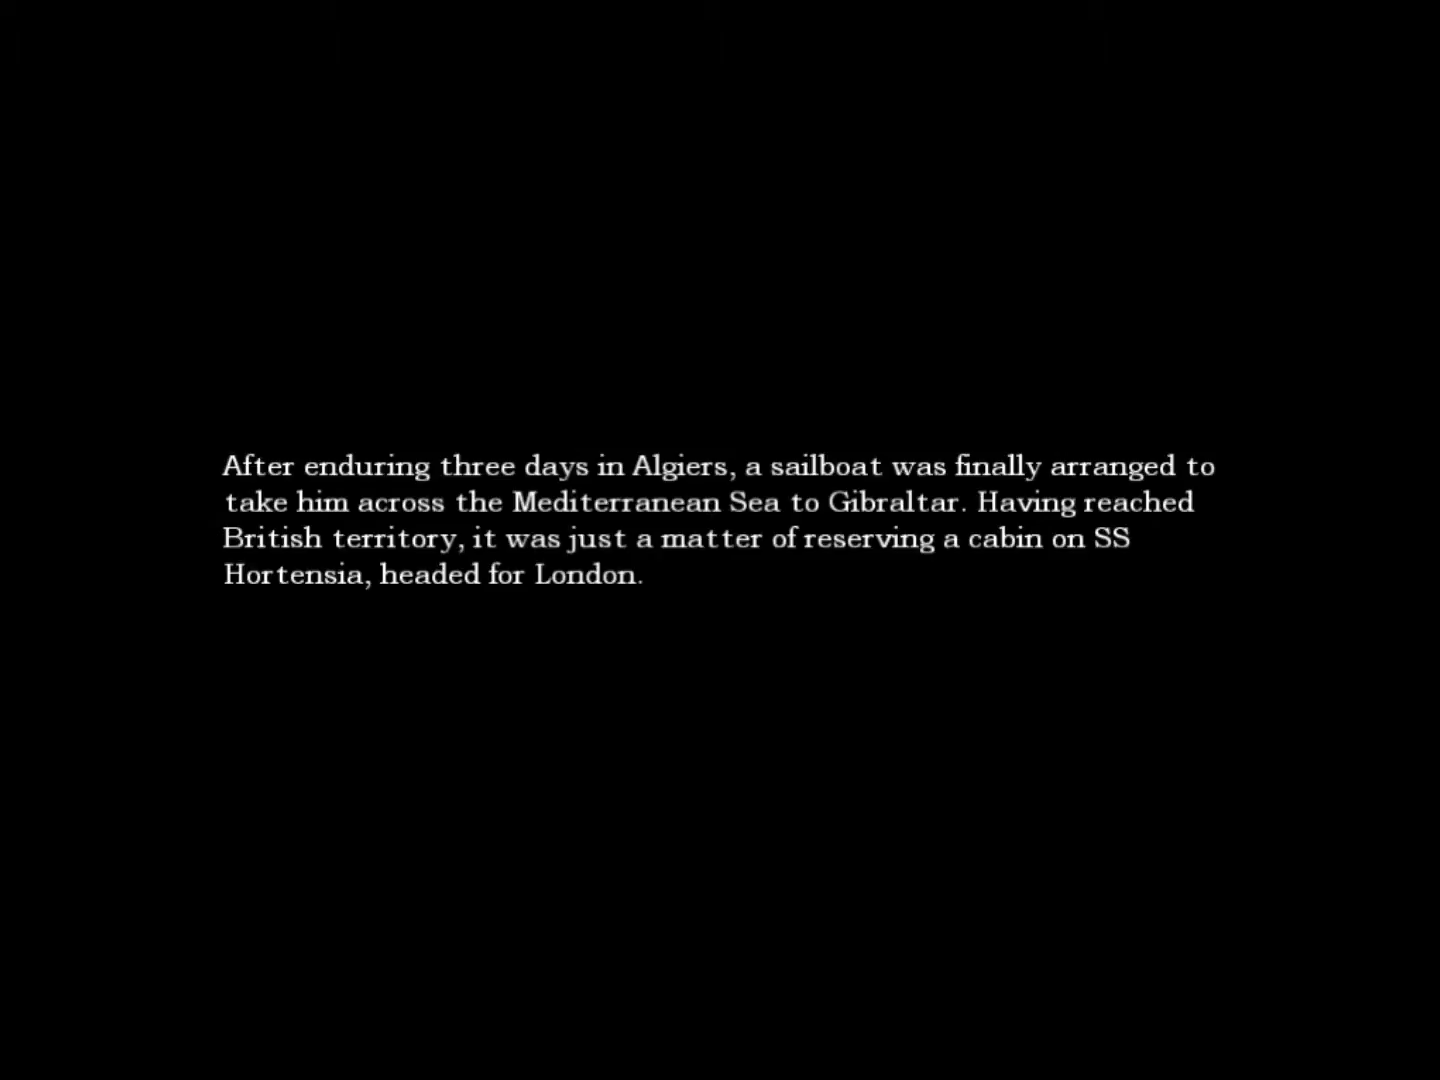 After enduring three days in Algiers, a sailboat was finally arranged to
take him across the Mediterranean Sea to Gibraltar. Having reached
British territory, it was just a matter of reserving a cabin on SS
Hortensia, headed for London.